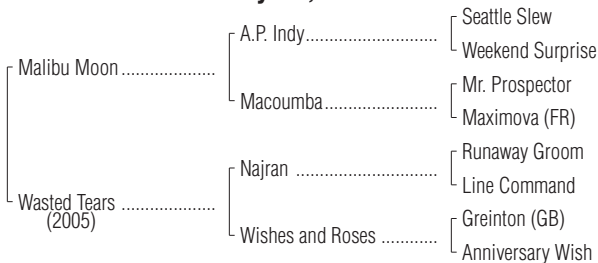 A.P. Indy
Seattle Slew
Weekend Surprise
Malibu Moon
Macoumba
Mr. Prospector
Maximova (FR)
Wasted Tears
(2005)
Najran
Runaway Groom
Line Command
Wishes and Roses
Greinton (GB)
Anniversary Wish